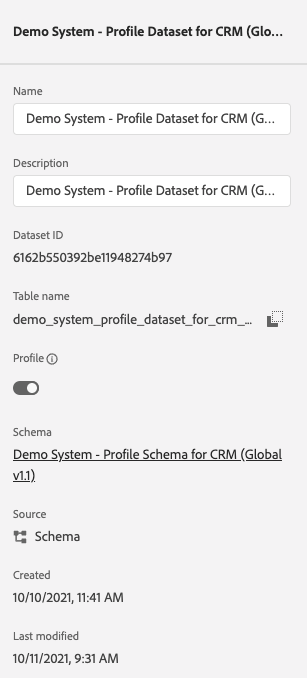 Demo System - Profile Dataset for CRM (Glo...
Name
Demo System - Profile Dataset for CRM (G...
Description
Demo System - Profile Dataset for CRM (G...
Dataset ID
6162b550392be11948274b97
Table name
demo_system_profile_dataset_for_crm_...
Profile
Schema
Demo System - Profile Schema for CRM (Global
v1.1)
Source
Schema
Created
10/10/2021, 11:41 AM
Last modified
10/11/2021, 9:31 AM